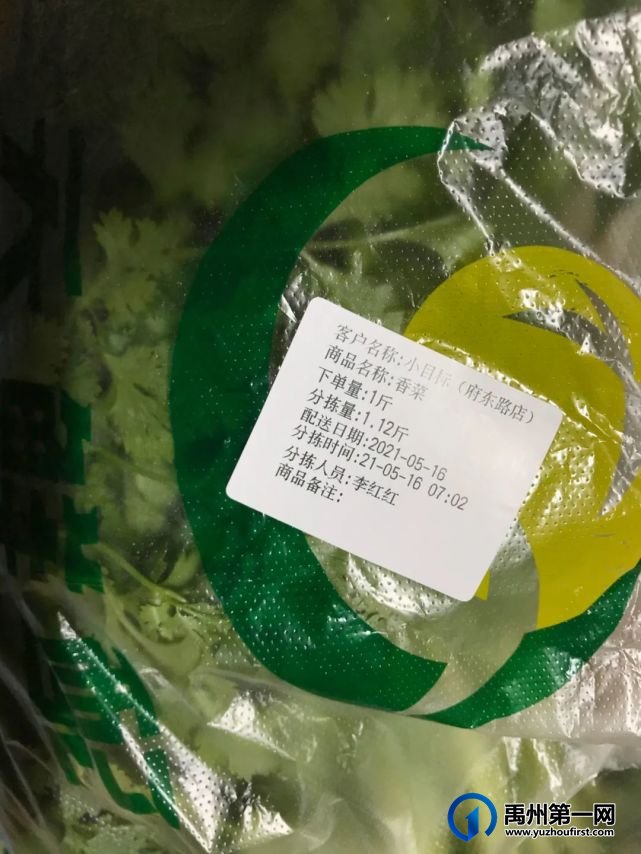 客户名称:小目标（府东路店）
商品名称:香菜
下单量:1斤
分拣量:1.12斤
配送日期:2021-05-16
分拣时间:21-05-16 07:02
分拣人员:李红红
商品备注:
禹州第一网
www.yuzhoufirst.com